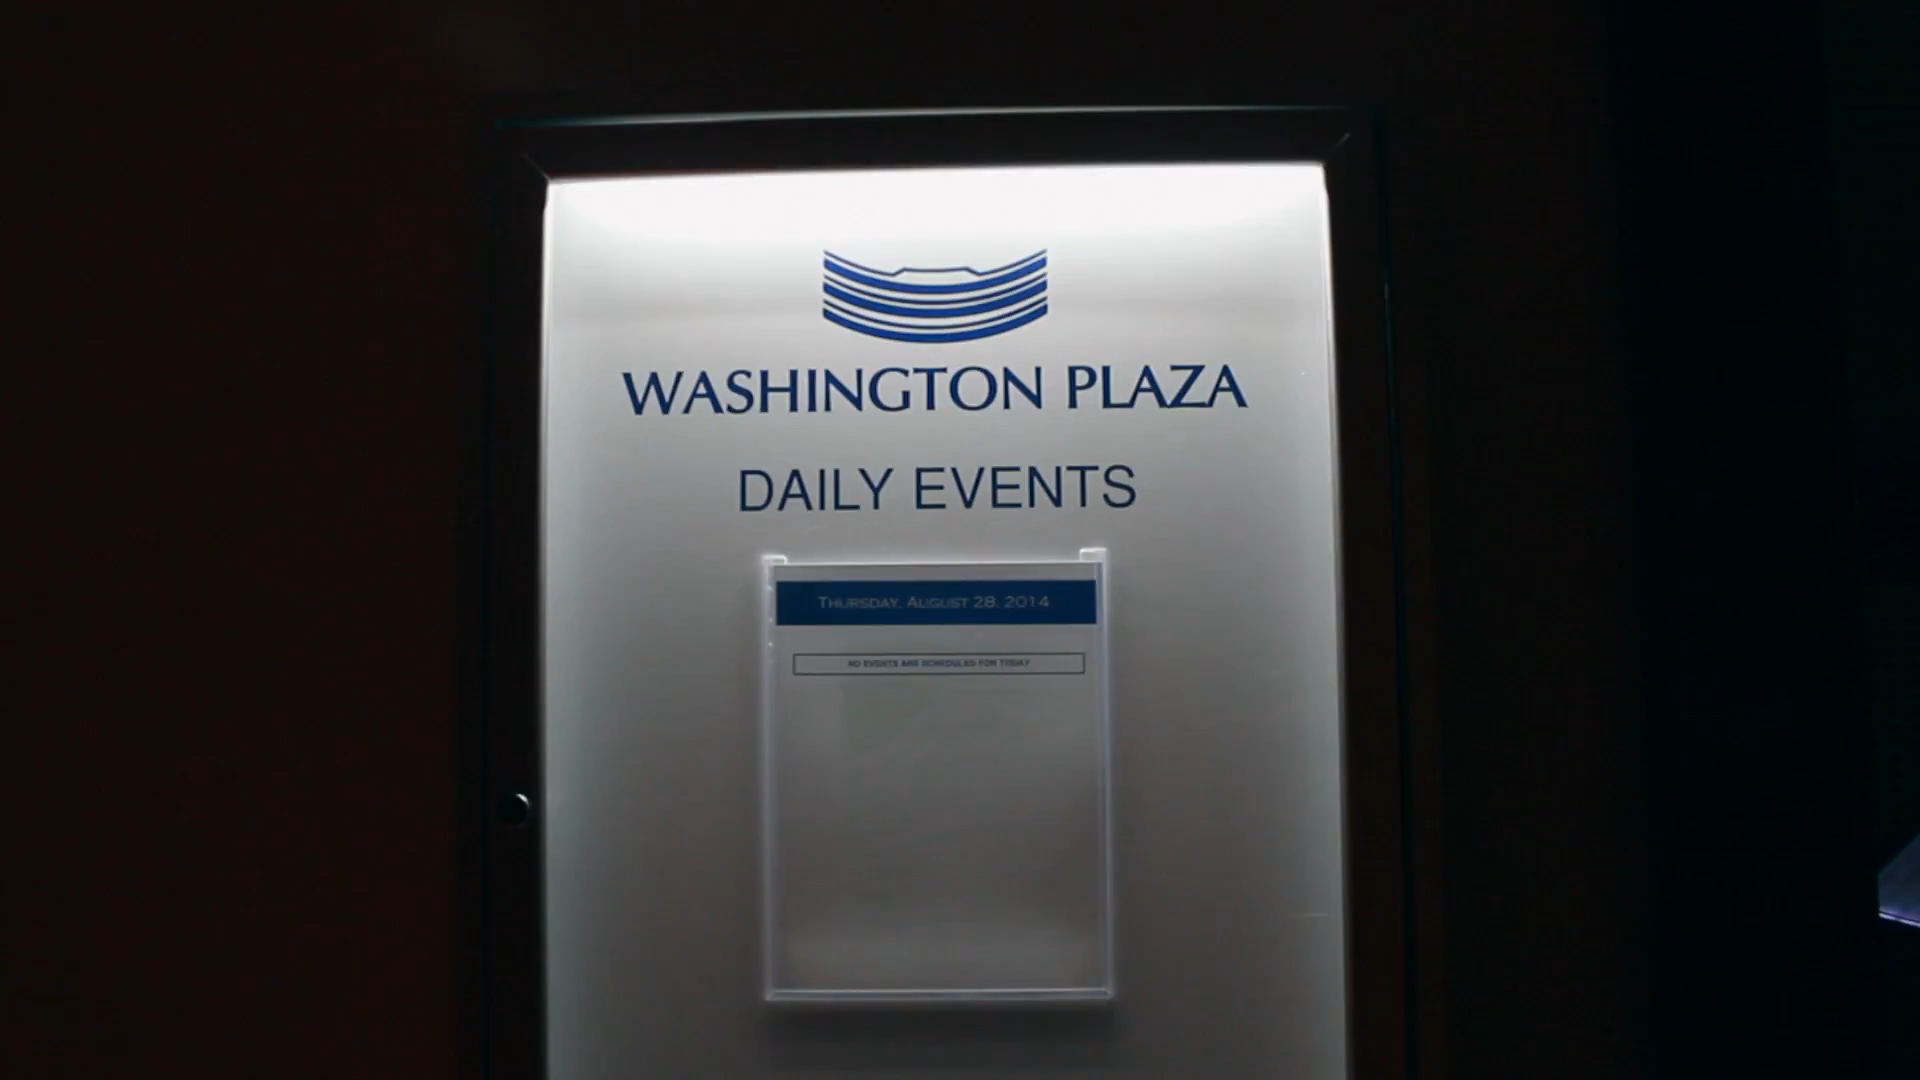 WASHINGTON PLAZA
DAILY EVENTS
THURSDAY, AUGUST 28, 2014
NO EVENTS ARE SCHEDULED FOR TODAY